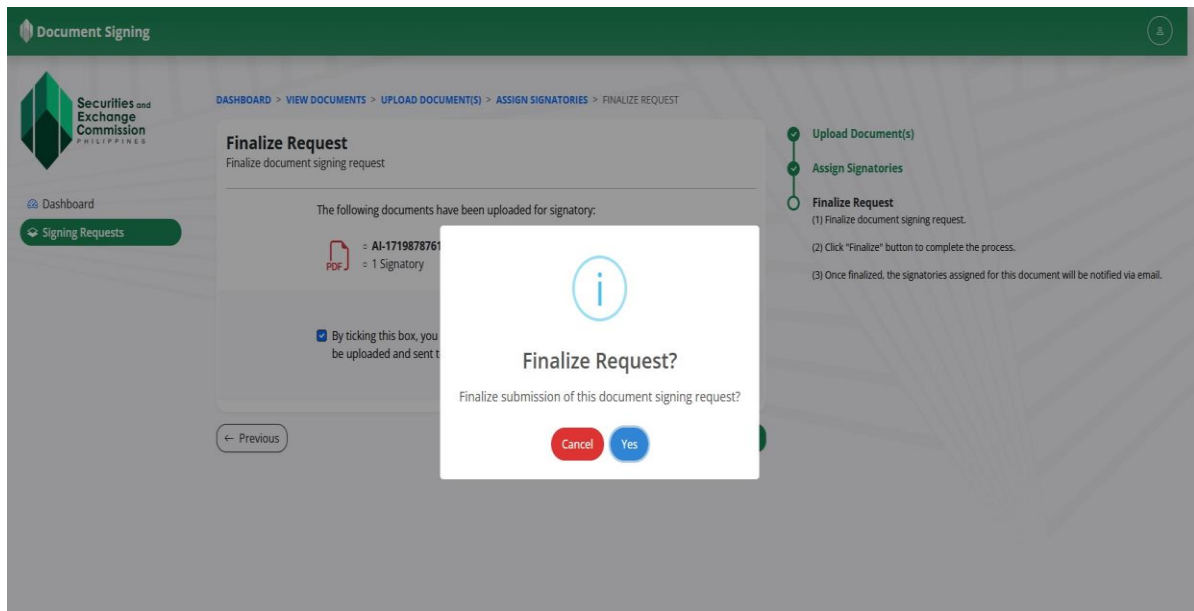 Document Signing
Securities and
Exchange
Commission
PHILIPPINES
Dashboard
Signing Requests
DASHBOARD > VIEW DOCUMENTS > UPLOAD DOCUMENT(S) > ASSIGN SIGNATORIES > FINALIZE REQUEST
Finalize Request
Finalize document signing request
The following documents have been uploaded for signatory:
PDF
AI-1719878761
1 Signatory
By ticking this box, you
be uploaded and sent t
← Previous
i
Finalize Request?
Finalize submission of this document signing request?
Cancel
Yes
Upload Document(s)
Assign Signatories
Finalize Request
(1) Finalize document signing request.
(2) Click "Finalize" button to complete the process.
(3) Once finalized, the signatories assigned for this document will be notified via email.